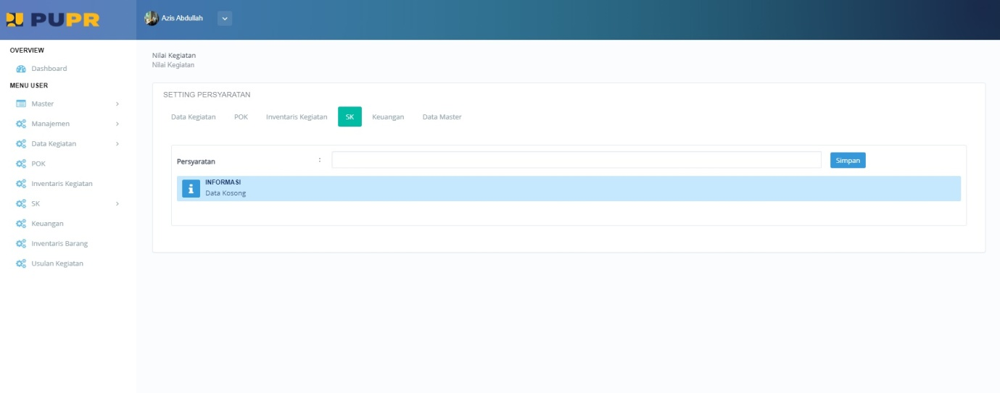 PUPR
Azis Abdullah
OVERVIEW
Dashboard
MENU USER
Master
Manajemen
Data Kegiatan
POK
Inventaris Kegiatan
SK
Keuangan
Inventaris Barang
Usulan Kegiatan
Nilai Kegiatan
Nilai Kegiatan
SETTING PERSYARATAN
Data Kegiatan POK Inventaris Kegiatan SK Keuangan Data Master
Persyaratan : Simpan
INFORMASI
Data Kosong